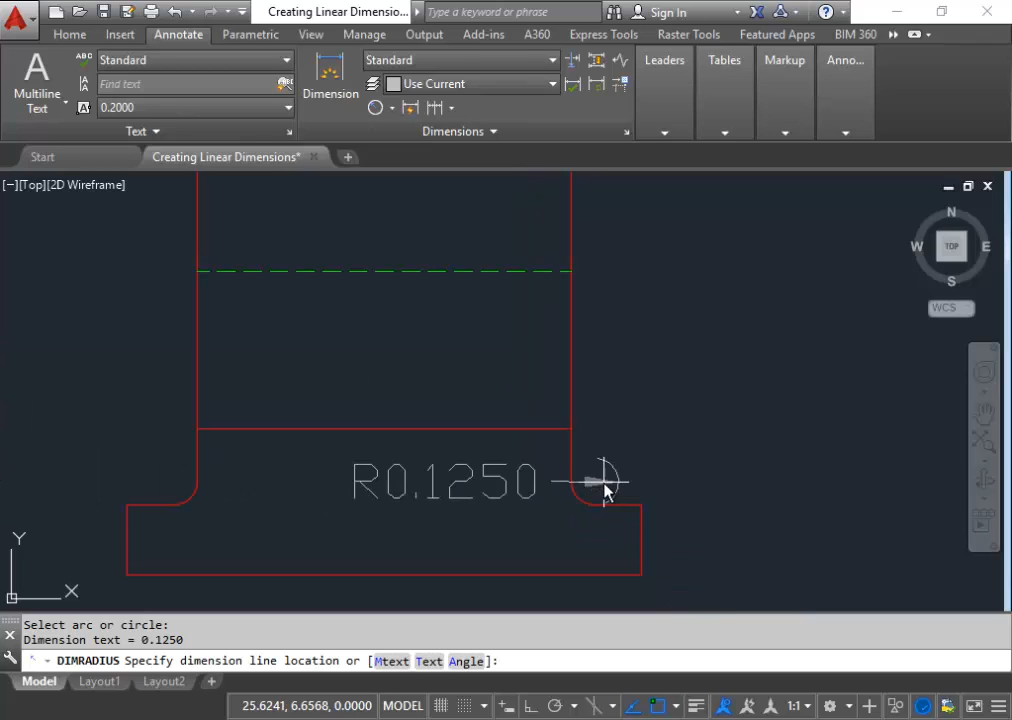 Creating Linear Dimensio...
Type a keyword or phrase
Sign In
Home Insert Annotate Parametric View Manage Output Add-ins A360 Express Tools Raster Tools Featured Apps BIM 360
ABC
Standard
Standard
Leaders Tables Markup Anno...
A
Find text
ABC
Use Current
Multiline
Text
Dimension
A
0.2000
Text
Dimensions
Start
Creating Linear Dimensions*
[−][Top][2D Wireframe]
N
W TOP E
S
WCS
R0.1250
Y
X
Select arc or circle:
Dimension text = 0.1250
DIMRADIUS Specify dimension line location or [Mtext Text Angle]:
Model Layout1 Layout2
25.6241, 6.6568, 0.0000 MODEL 1:1